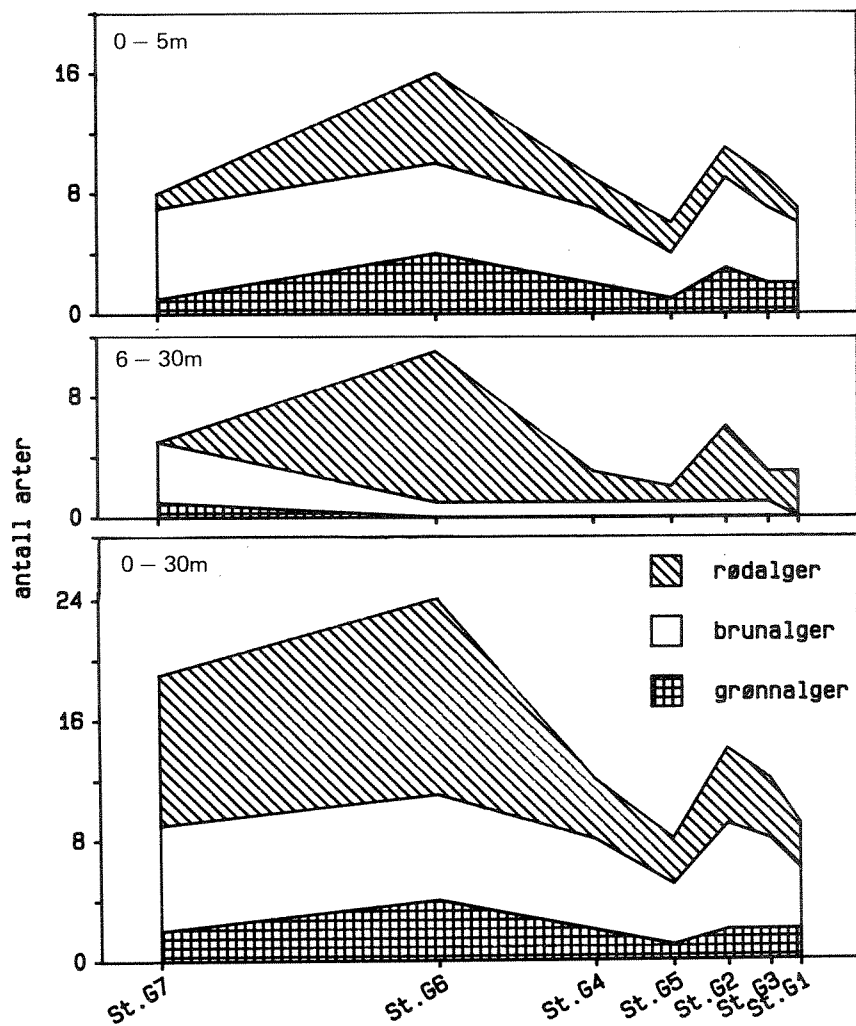 0 – 5m
16
8
0
6 – 30m
8
0
antall arter
0 – 30m
24
16
8
0
rødalger
brunalger
grønnalger
St.G7
St.G6
St.G4
St.G5
St.G2
St.G3
St.G1